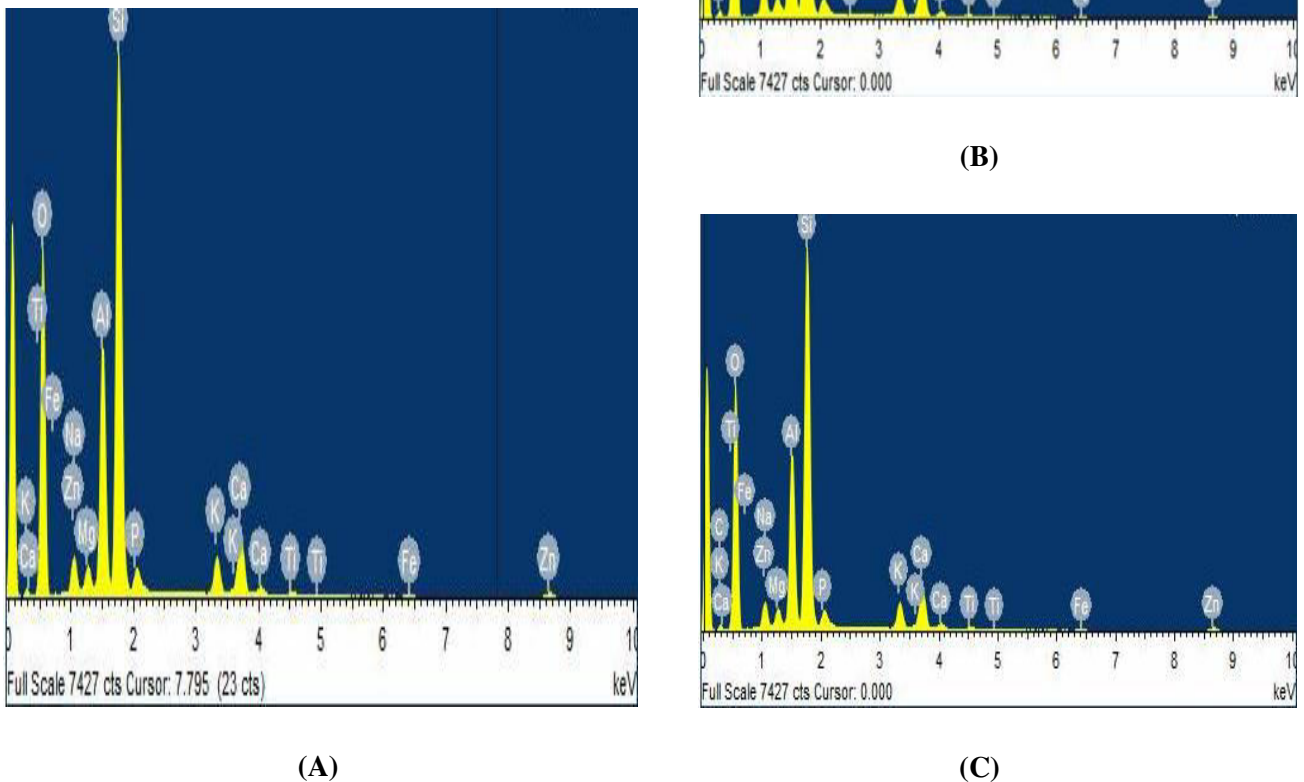 Si
O
Ti
Al
Fe
Na
K
Zn
Ca
Mg
P
K
K
Ca
Ca
Ti
Ti
Fe
Zn
0 1 2 3 4 5 6 7 8 9 10
Full Scale 7427 cts Cursor: 7.795 (23 cts) keV
(A)
0 1 2 3 4 5 6 7 8 9 10
Full Scale 7427 cts Cursor: 0.000 keV
(B)
Si
O
Ti
Al
Fe
C
Na
K
Zn
Ca
Mg
P
K
K
Ca
Ca
Ti
Ti
Fe
Zn
0 1 2 3 4 5 6 7 8 9 10
Full Scale 7427 cts Cursor: 0.000 keV
(C)